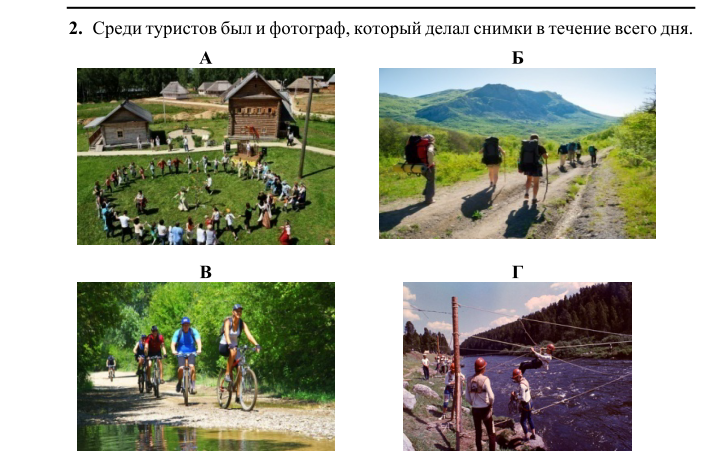 2. Среди туристов был и фотограф, который делал снимки в течение всего дня.
А
Б
В
Г